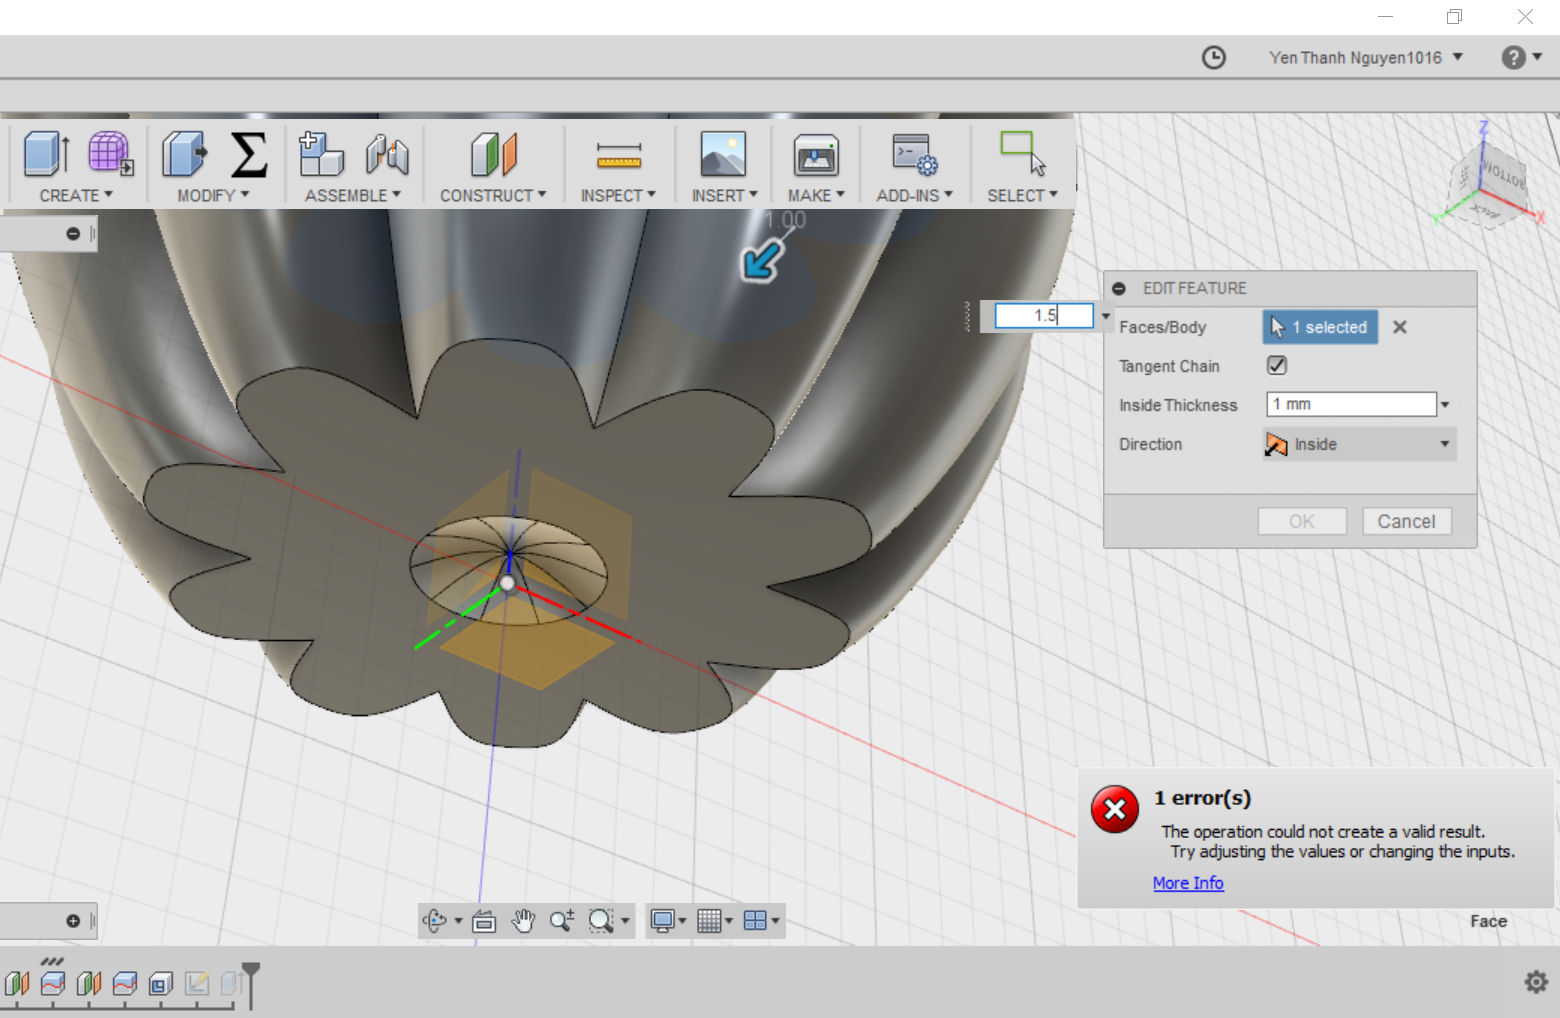 Yen Thanh Nguyen1016
?
CREATE
MODIFY
ASSEMBLE
CONSTRUCT
INSPECT
INSERT
MAKE
ADD-INS
SELECT
Z
BOTTOM
BACK
X
Y
1.00
1.5
EDIT FEATURE
Faces/Body
1 selected
Tangent Chain
Inside Thickness
1 mm
Direction
Inside
OK
Cancel
1 error(s)
The operation could not create a valid result.
Try adjusting the values or changing the inputs.
More Info
Face